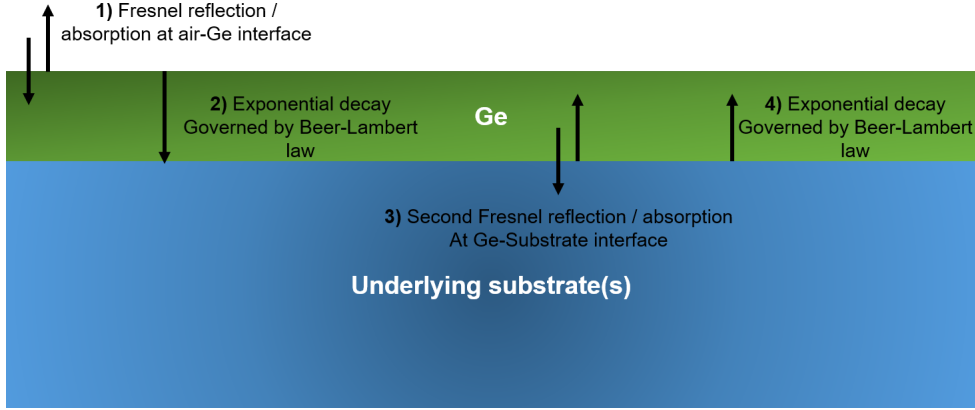 1) Fresnel reflection /
absorption at air-Ge interface
2) Exponential decay
Governed by Beer-Lambert
law
Ge
4) Exponential decay
Governed by Beer-Lambert
law
3) Second Fresnel reflection / absorption
At Ge-Substrate interface
Underlying substrate(s)